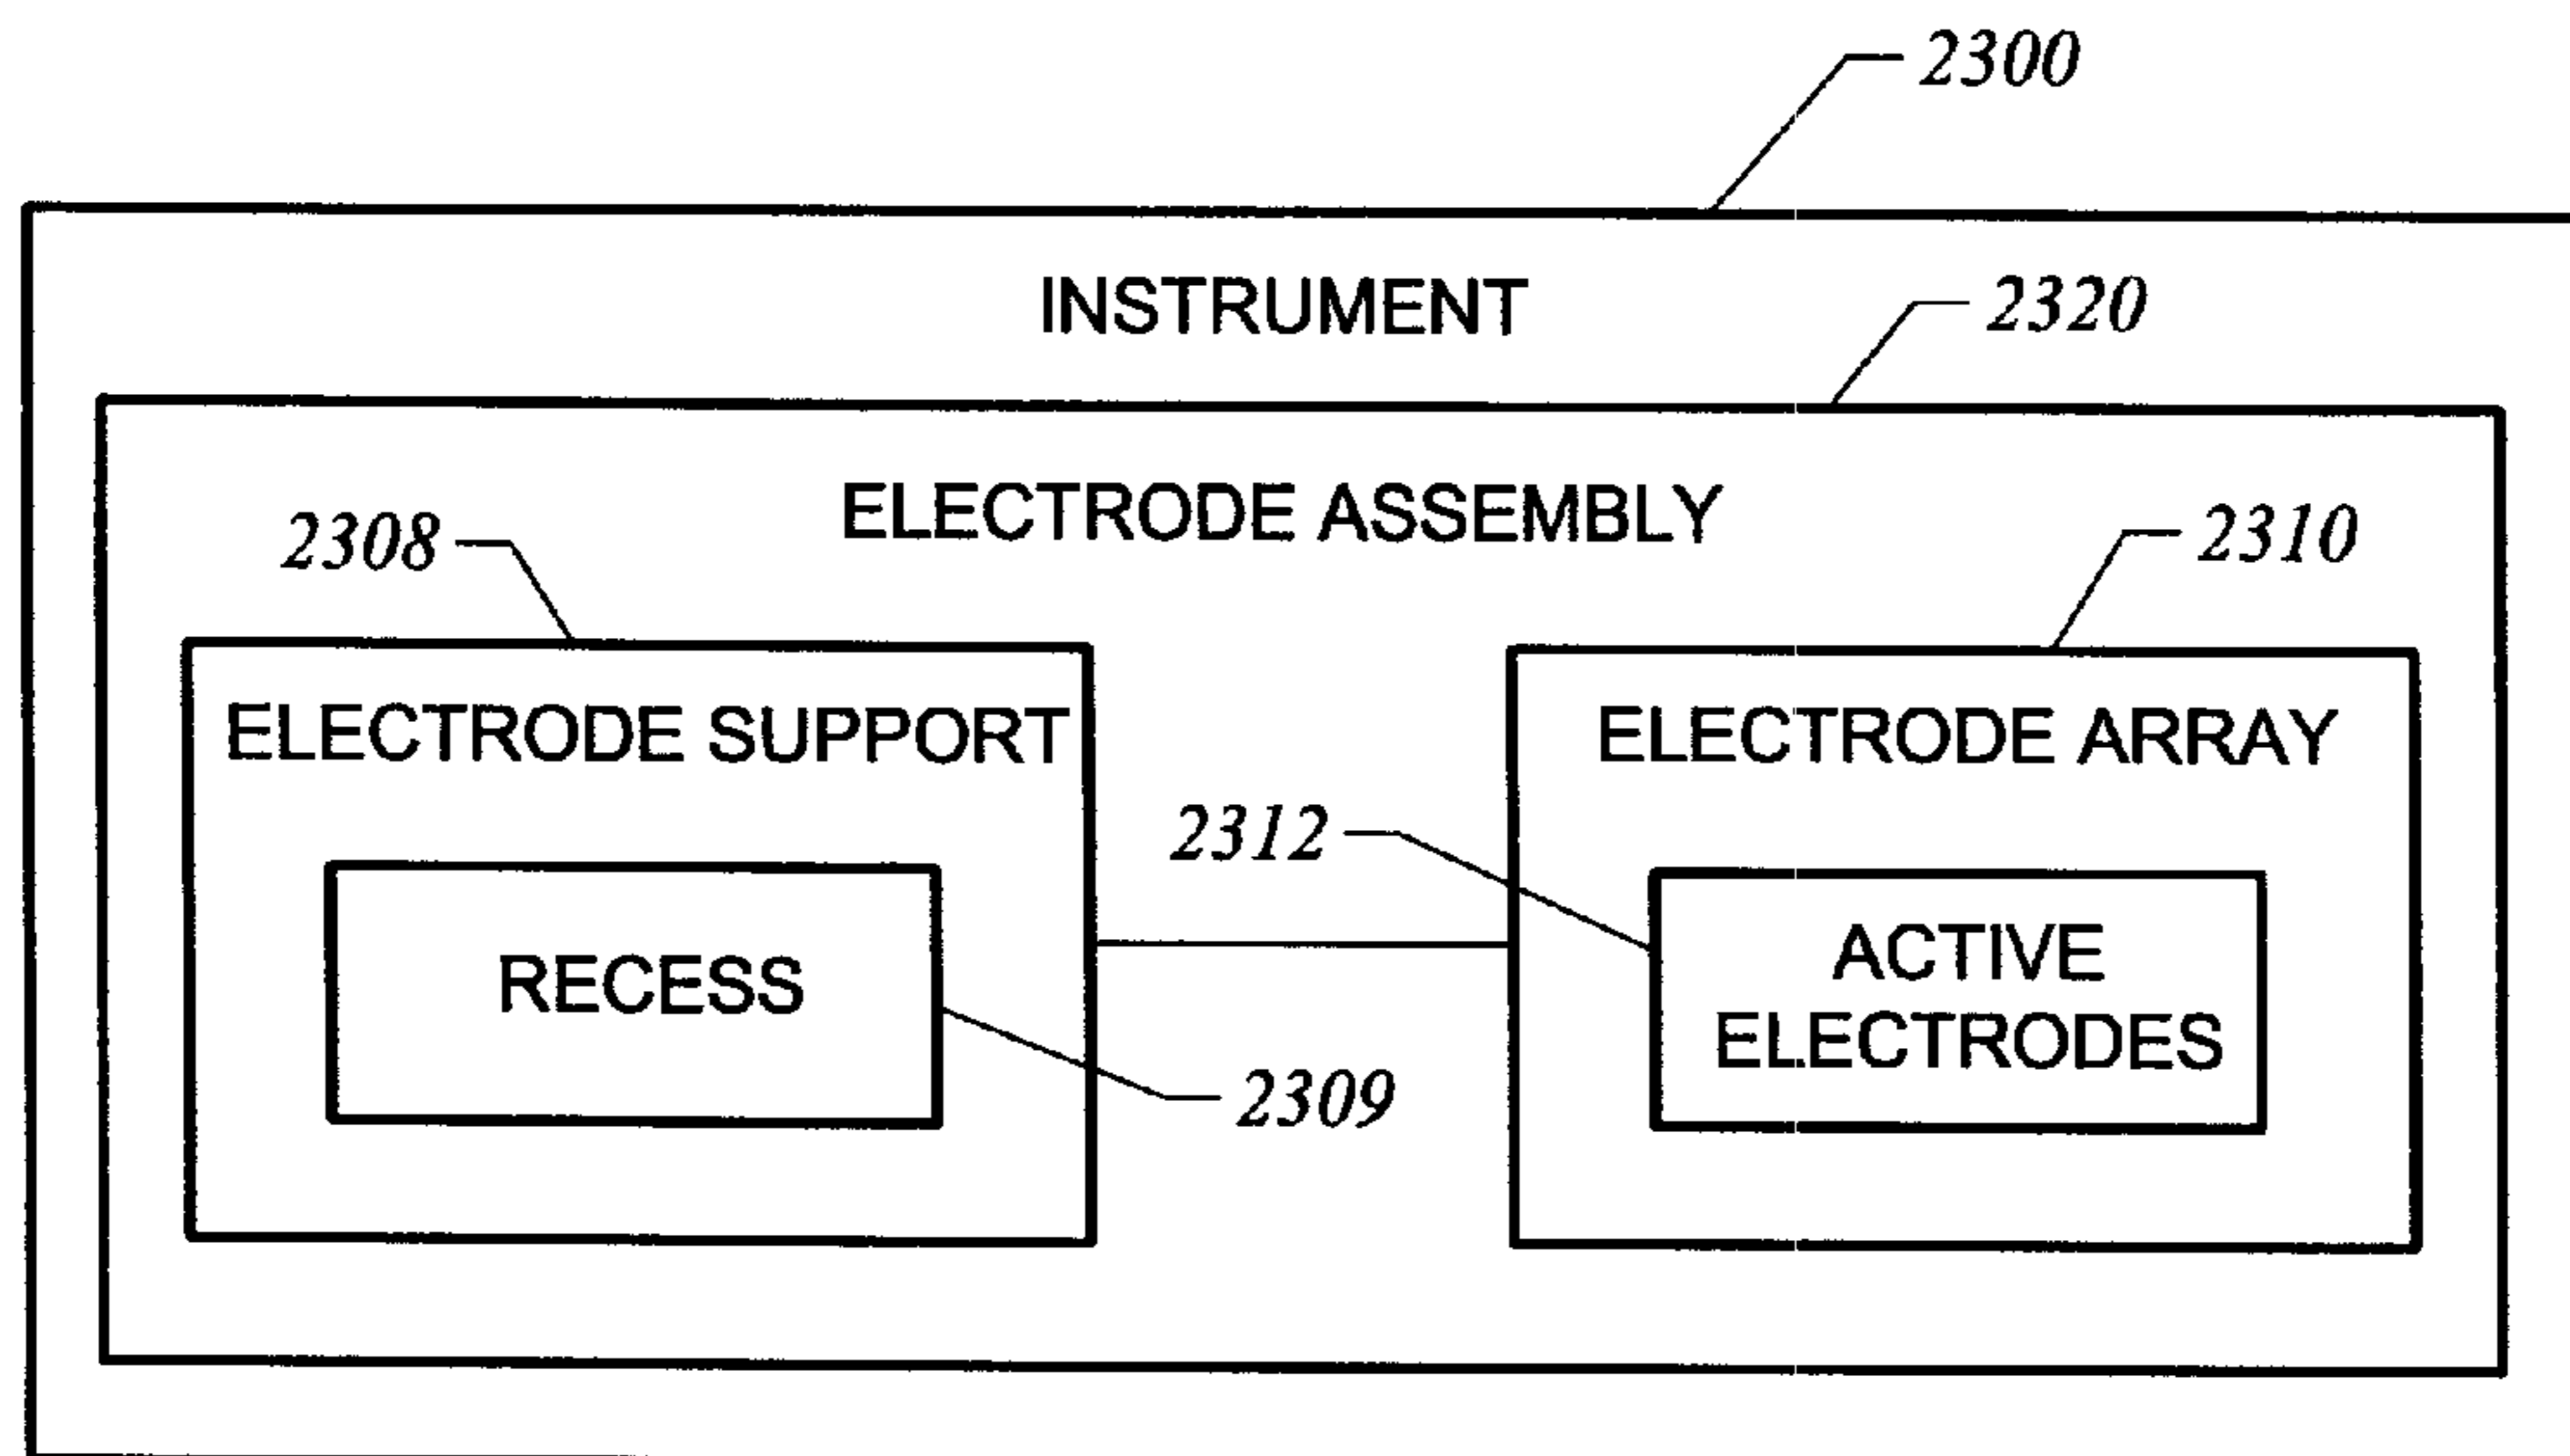 2300
INSTRUMENT
2320
ELECTRODE ASSEMBLY
2308
2310
ELECTRODE SUPPORT
ELECTRODE ARRAY
2312
RECESS
ACTIVE
ELECTRODES
2309